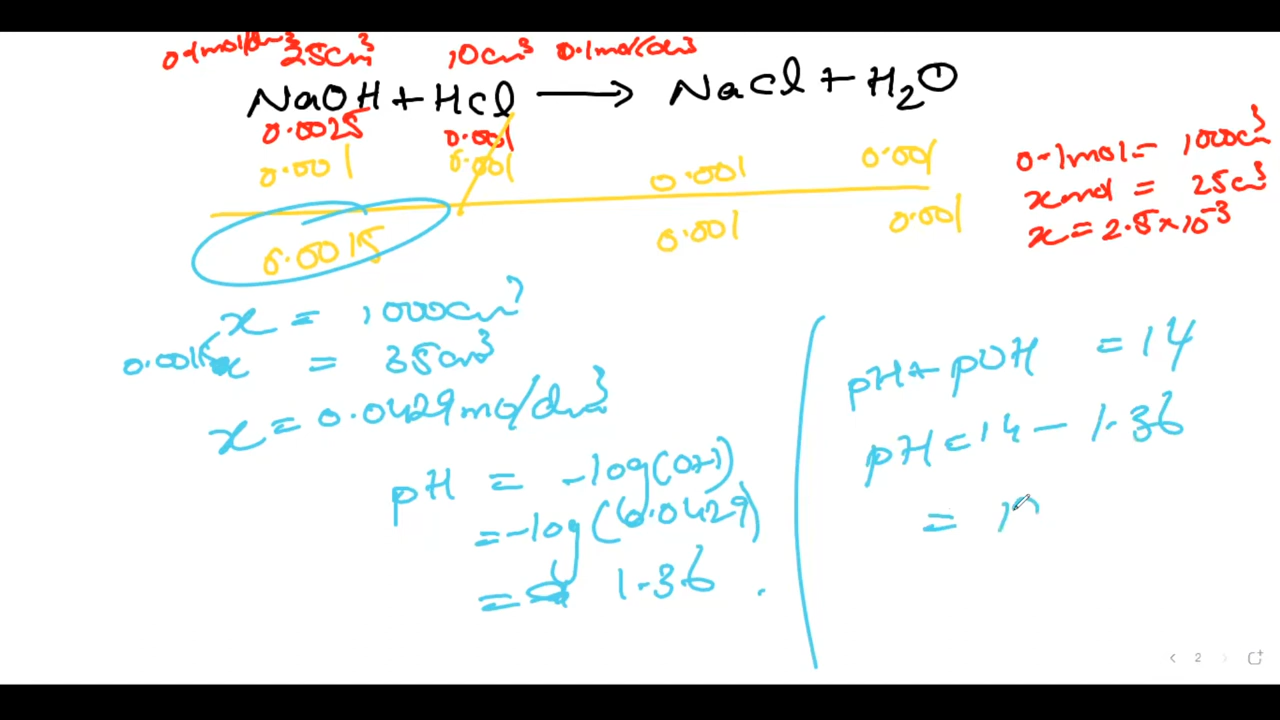 0.1mol/dm³ 25cm³ 10cm³ 0.1mol/dm³
NaOH + HCl → NaCl + H₂O
0.0025 0.001
0.001 0.001 0.001 0.001
0.0015 0.001 0.001
0.1mol = 1000cm³
x mol = 25cm³
x = 2.5×10⁻³
x = 1000cm³
0.0015 = 35cm³
x = 0.0429mol/dm³
pH = -log(OH)
= -log(0.0429)
= 1.36
pH + pOH = 14
pH = 14 - 1.36
= 1
2